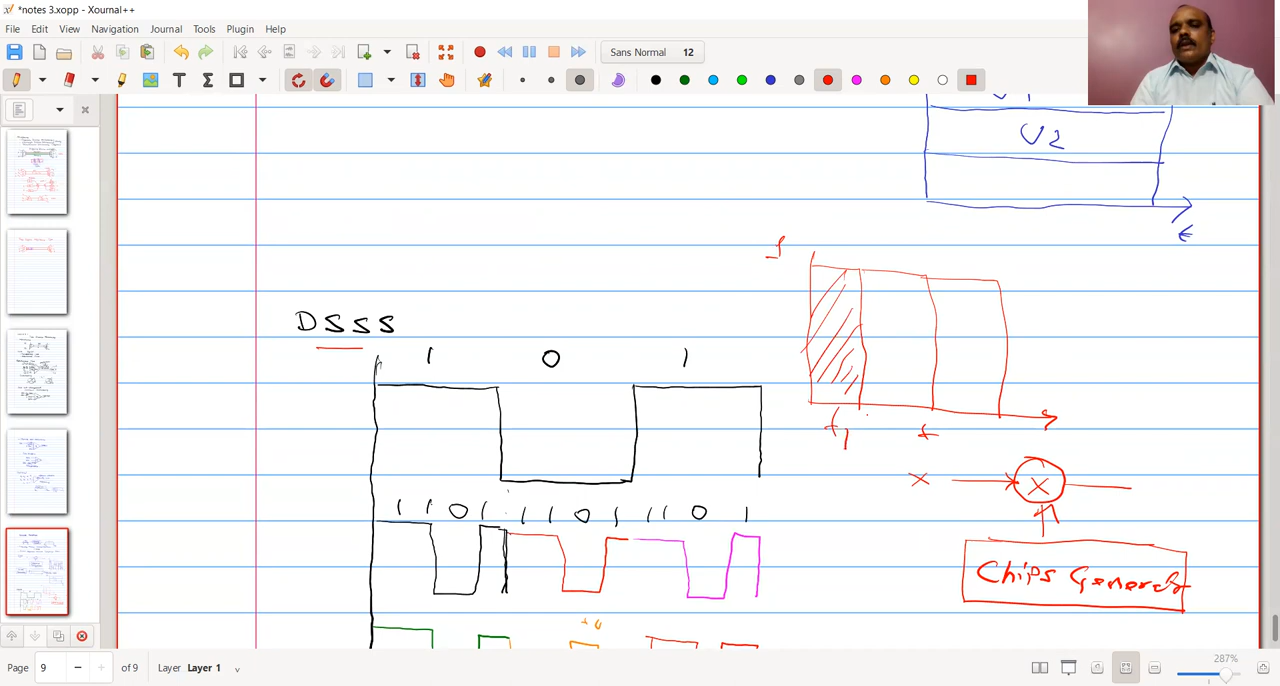 *notes 3.xopp - Xournal++
File Edit View Navigation Journal Tools Plugin Help
Sans Normal 12
U2
t
f
DSSS
1 0 1
f1 f
x X
1 1 0 1 1 1 0 1 1 1 0 1
Chips Generator
+a
Page 9 of 9 Layer Layer 1 287%